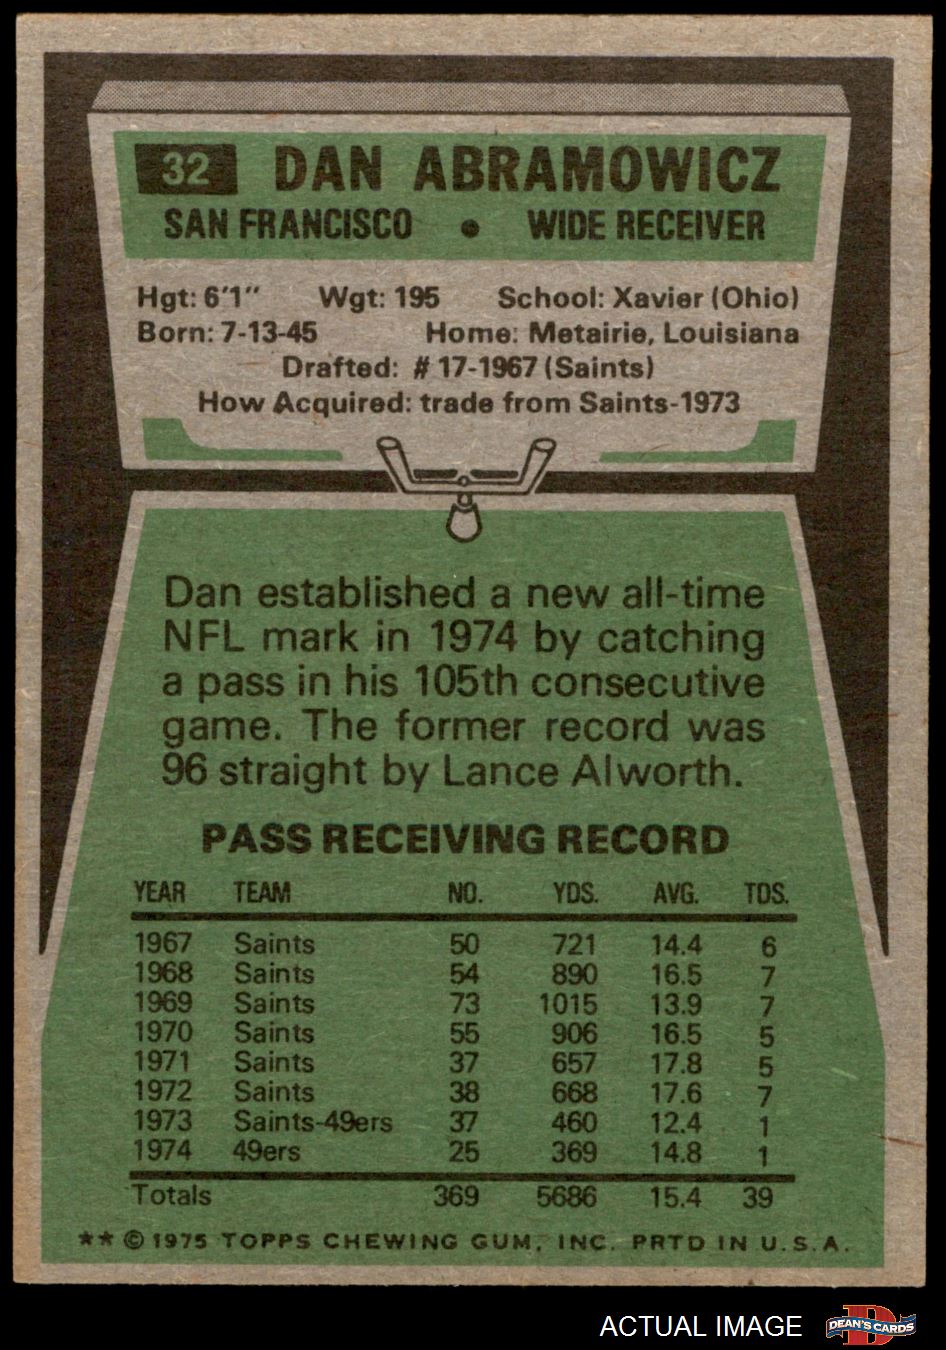 32 DAN ABRAMOWICZ
SAN FRANCISCO • WIDE RECEIVER
Hgt: 6'1" Wgt: 195 School: Xavier (Ohio)
Born: 7-13-45 Home: Metairie, Louisiana
Drafted: # 17-1967 (Saints)
How Acquired: trade from Saints-1973
Dan established a new all-time
NFL mark in 1974 by catching
a pass in his 105th consecutive
game. The former record was
96 straight by Lance Alworth.
PASS RECEIVING RECORD
YEAR TEAM NO. YDS. AVG. TDS.
1967 Saints 50 721 14.4 6
1968 Saints 54 890 16.5 7
1969 Saints 73 1015 13.9 7
1970 Saints 55 906 16.5 5
1971 Saints 37 657 17.8 5
1972 Saints 38 668 17.6 7
1973 Saints-49ers 37 460 12.4 1
1974 49ers 25 369 14.8 1
Totals 369 5686 15.4 39
** © 1975 TOPPS CHEWING GUM, INC. PRTD IN U.S.A.
ACTUAL IMAGE D DEAN'S CARDS